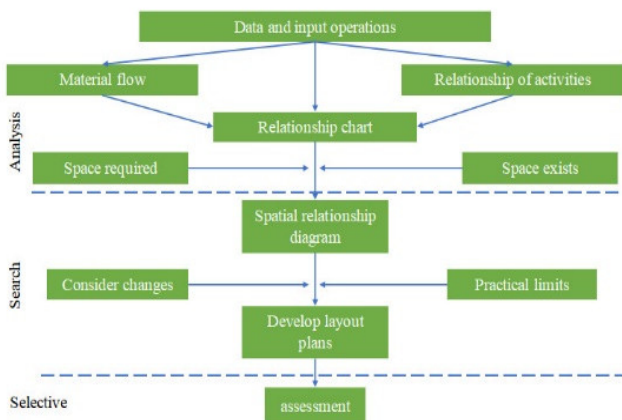 Data and input operations
Material flow
Relationship of activities
Relationship chart
Analysis
Space required
Space exists
Spatial relationship
diagram
Search
Consider changes
Practical limits
Develop layout
plans
Selective
assessment